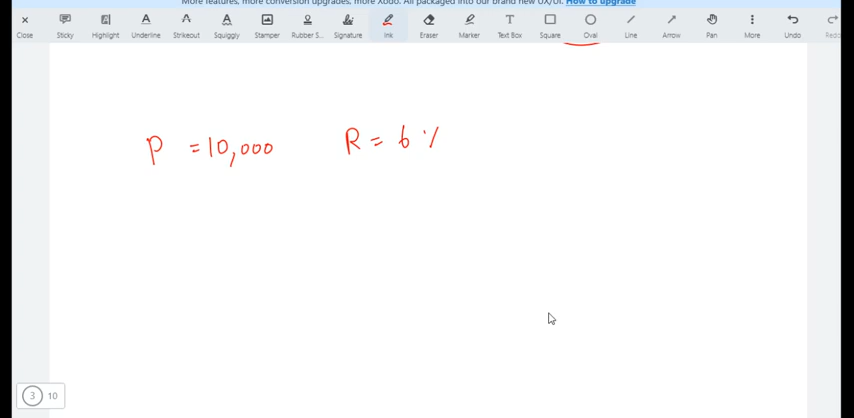 More features, more conversion upgrades, more Xodo. All packaged into our brand new UX/UI. How to upgrade
Close Sticky Highlight Underline Strikeout Squiggly Stamper Rubber S... Signature Ink Eraser Marker Text Box Square Oval Line Arrow Pan More Undo Redo
P = 10,000 R = 6 %
3 10